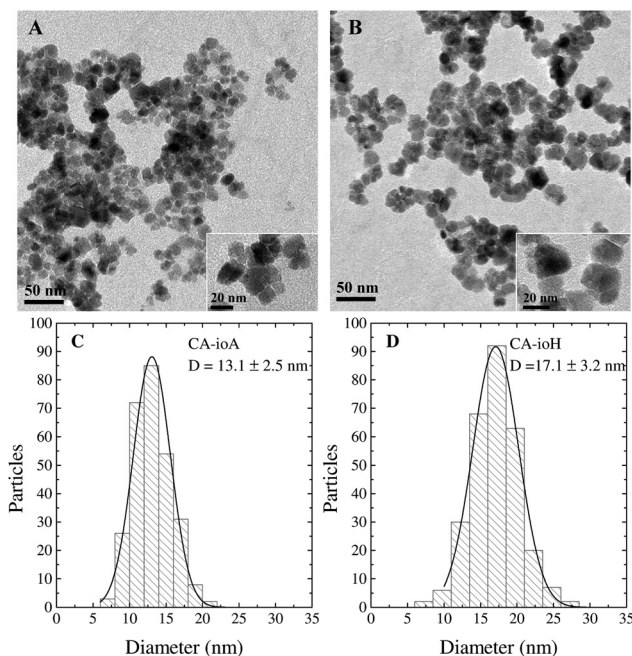 A
50 nm
20 nm
B
50 nm
20 nm
C
CA-ioA
D = 13.1 ± 2.5 nm
Particles
100
90
80
70
60
50
40
30
20
10
0
0 5 10 15 20 25 30 35
Diameter (nm)
D
CA-ioH
D =17.1 ± 3.2 nm
Particles
100
90
80
70
60
50
40
30
20
10
0
0 5 10 15 20 25 30 35
Diameter (nm)